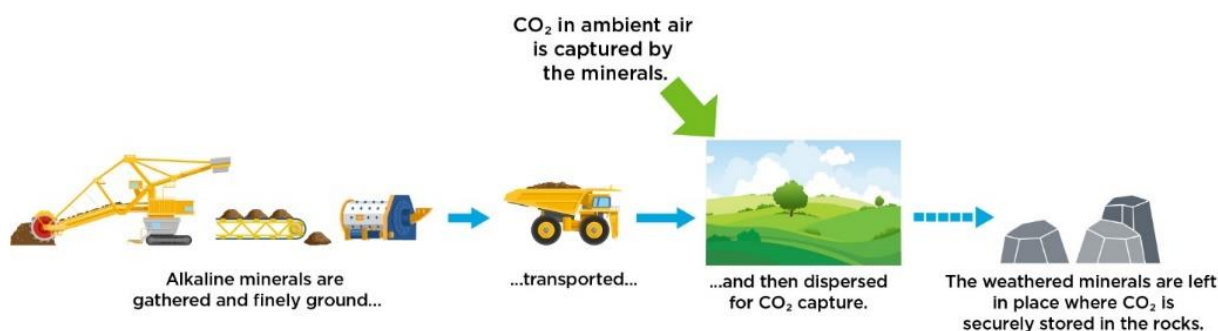 CO₂ in ambient air
is captured by
the minerals.
Alkaline minerals are
gathered and finely ground...
...transported...
...and then dispersed
for CO₂ capture.
The weathered minerals are left
in place where CO₂ is
securely stored in the rocks.